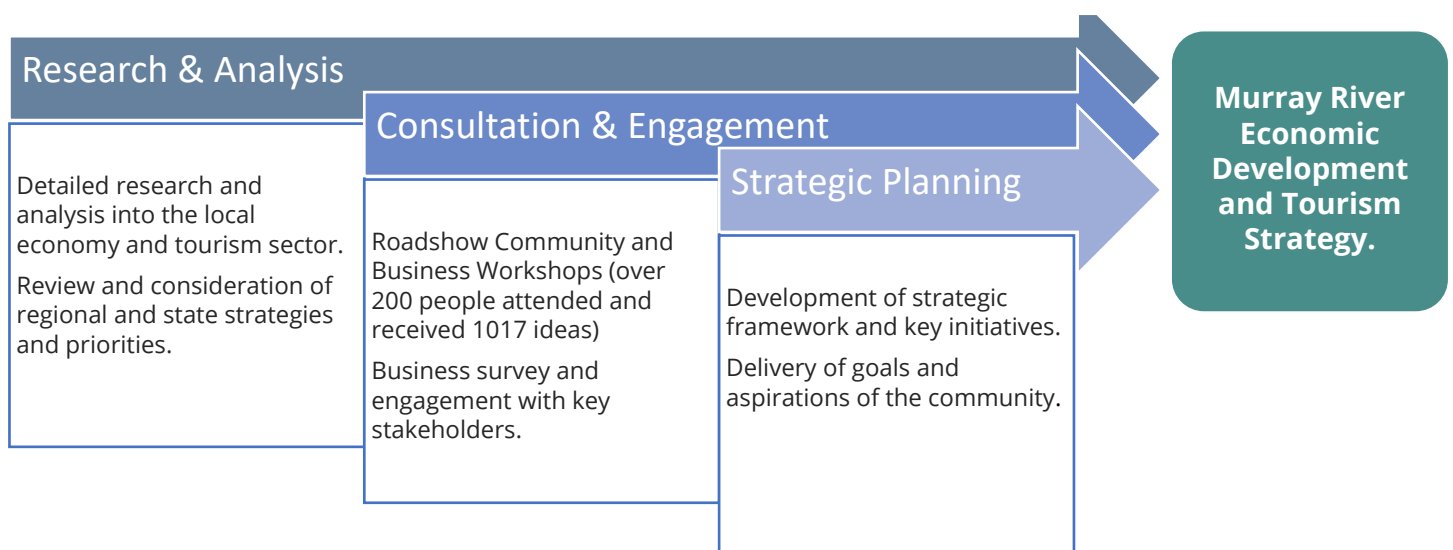 Research & Analysis
Detailed research and
analysis into the local
economy and tourism sector.
Review and consideration of
regional and state strategies
and priorities.
Consultation & Engagement
Roadshow Community and
Business Workshops (over
200 people attended and
received 1017 ideas)
Business survey and
engagement with key
stakeholders.
Strategic Planning
Development of strategic
framework and key initiatives.
Delivery of goals and
aspirations of the community.
Murray River
Economic
Development
and Tourism
Strategy.